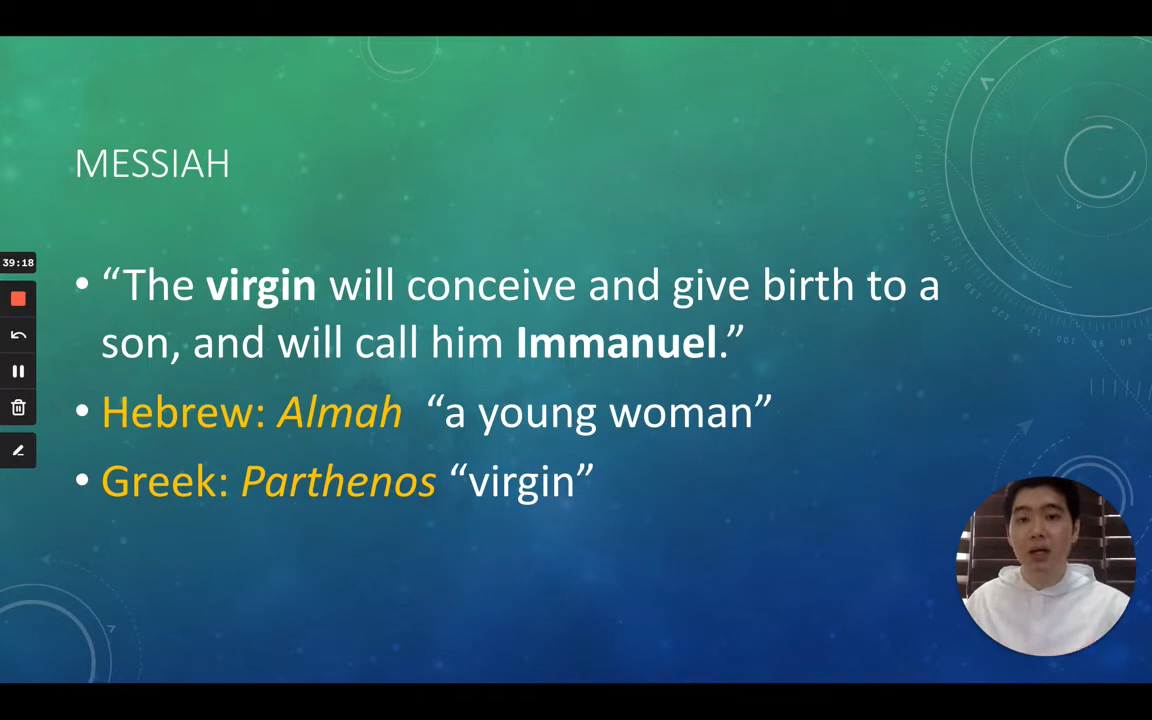 MESSIAH
• “The virgin will conceive and give birth to a
son, and will call him Immanuel.”
• Hebrew: Almah “a young woman”
• Greek: Parthenos “virgin”
39:18